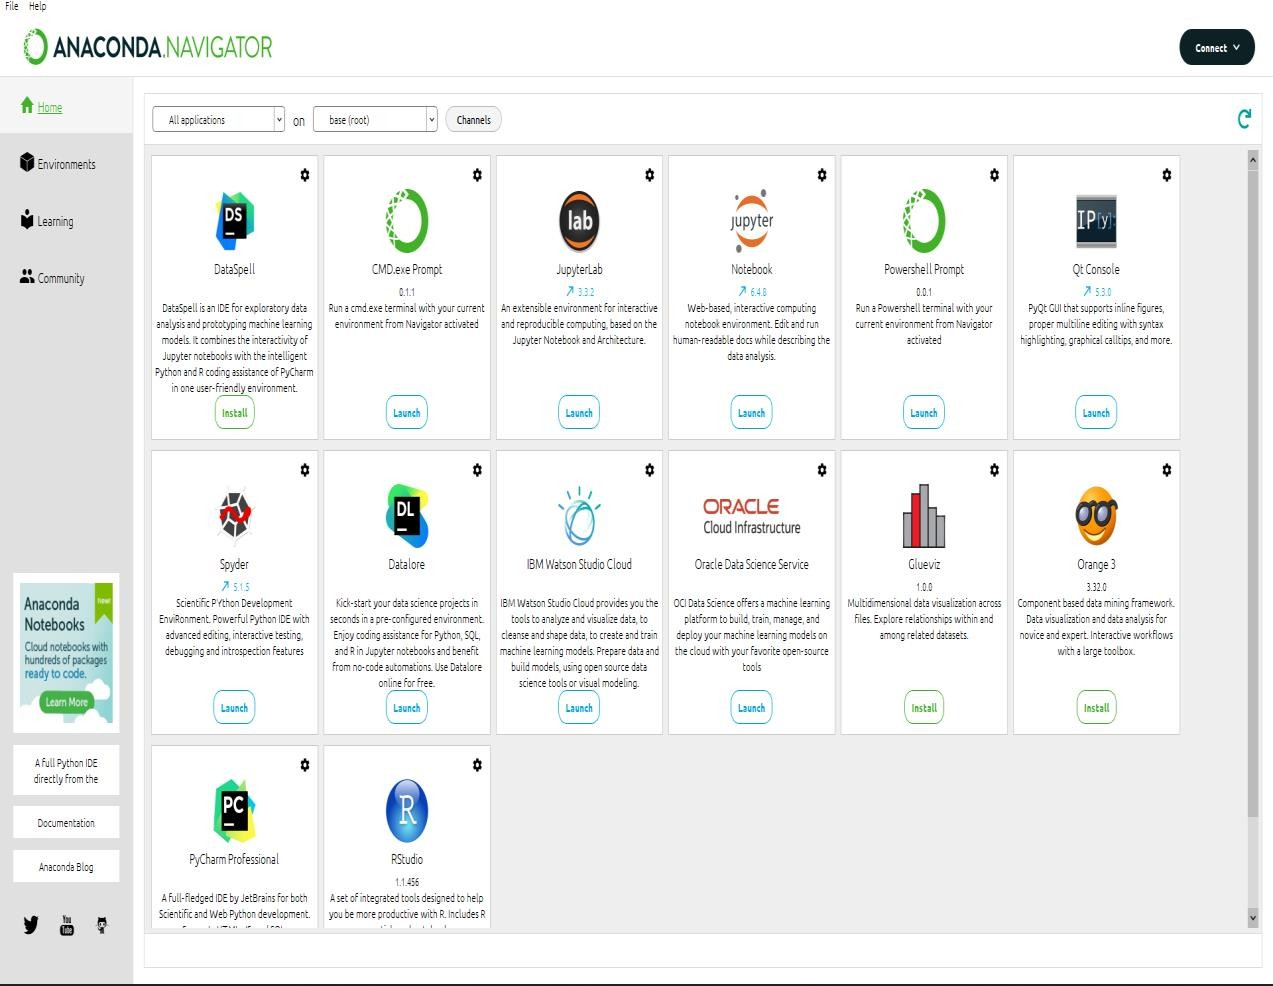 File Help
ANACONDA.NAVIGATOR
Connect
Home
Environments
Learning
Community
All applications on base (root) Channels
DS
DataSpell
DataSpell is an IDE for exploratory data
analysis and prototyping machine learning
models. It combines the interactivity of
Jupyter notebooks with the intelligent
Python and R coding assistance of PyCharm
in one user-friendly environment.
Install
CMD.exe Prompt
0.1.1
Run a cmd.exe terminal with your current
environment from Navigator activated
Launch
lab
JupyterLab
3.3.2
An extensible environment for interactive
and reproducible computing, based on the
Jupyter Notebook and Architecture.
Launch
jupyter
Notebook
6.4.8
Web-based, interactive computing
notebook environment. Edit and run
human-readable docs while describing the
data analysis.
Launch
Powershell Prompt
0.0.1
Run a Powershell terminal with your
current environment from Navigator
activated
Launch
IP[y]:
Qt Console
5.3.0
PyQt GUI that supports inline figures,
proper multiline editing with syntax
highlighting, graphical calltips, and more.
Launch
Spyder
5.1.5
Scientific PYthon Development
EnviRonment. Powerful Python IDE with
advanced editing, interactive testing,
debugging and introspection features
Launch
DL
Datalore
Kick-start your data science projects in
seconds in a pre-configured environment.
Enjoy coding assistance for Python, SQL,
and R in Jupyter notebooks and benefit
from no-code automations. Use Datalore
online for free.
Launch
IBM Watson Studio Cloud
IBM Watson Studio Cloud provides you the
tools to analyze and visualize data, to
cleanse and shape data, to create and train
machine learning models. Prepare data and
build models, using open source data
science tools or visual modeling.
Launch
ORACLE
Cloud Infrastructure
Oracle Data Science Service
OCI Data Science offers a machine learning
platform to build, train, manage, and
deploy your machine learning models on
the cloud with your favorite open-source
tools
Launch
Glueviz
1.0.0
Multidimensional data visualization across
files. Explore relationships within and
among related datasets.
Install
Orange 3
3.32.0
Component based data mining framework.
Data visualization and data analysis for
novice and expert. Interactive workflows
with a large toolbox.
Install
PC
PyCharm Professional
A full-fledged IDE by JetBrains for both
Scientific and Web Python development.
R
RStudio
1.1.456
A set of integrated tools designed to help
you be more productive with R. Includes R
New!
Anaconda
Notebooks
Cloud notebooks with
hundreds of packages
ready to code.
Learn More
A full Python IDE
directly from the
Documentation
Anaconda Blog
You
Tube